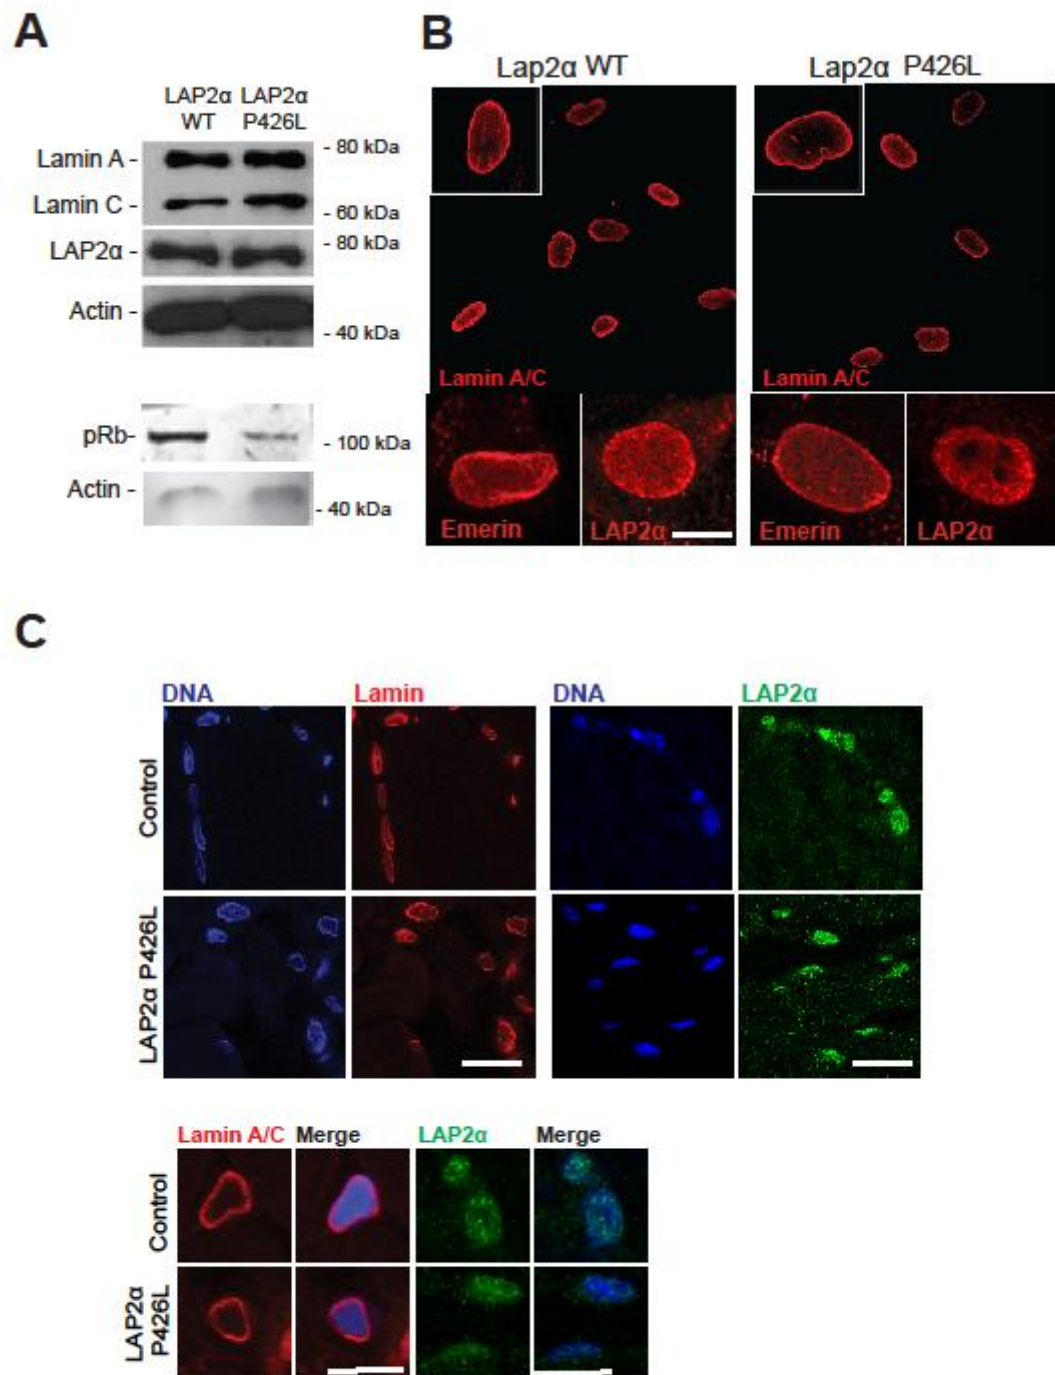 A
LAP2α LAP2α
WT P426L
Lamin A - - 80 kDa
Lamin C - - 60 kDa
LAP2α - - 80 kDa
Actin - - 40 kDa
pRb- - 100 kDa
Actin - - 40 kDa
B
Lap2α WT Lap2α P426L
Lamin A/C Lamin A/C
Emerin LAP2α Emerin LAP2α
C
DNA Lamin DNA LAP2α
Control
LAP2α P426L
Lamin A/C Merge LAP2α Merge
Control
LAP2α
P426L